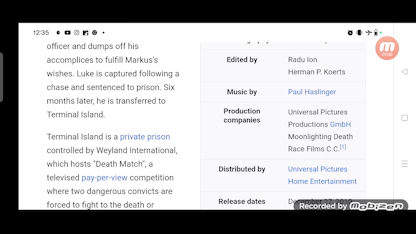 12:35
officer and dumps off his
accomplices to fulfill Markus's
wishes. Luke is captured following a
chase and sentenced to prison. Six
months later, he is transferred to
Terminal Island.
Terminal Island is a private prison
controlled by Weyland International,
which hosts "Death Match", a
televised pay-per-view competition
where two dangerous convicts are
forced to fight to the death or
Edited by
Radu Ion
Herman P. Koerts
Music by
Paul Haslinger
Production
companies
Universal Pictures
Productions GmbH
Moonlighting Death
Race Films C.C.[1]
Distributed by
Universal Pictures
Home Entertainment
Release dates
Recorded by Mobizen